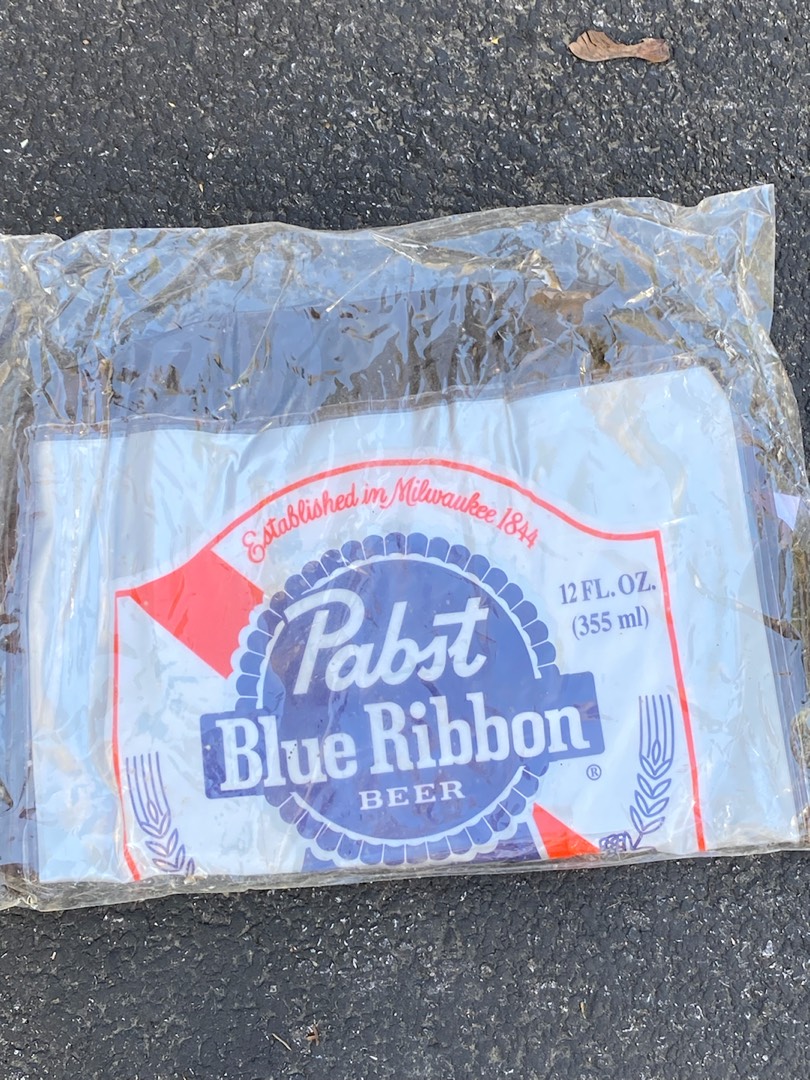 Established in Milwaukee 1844
12 FL. OZ.
(355 ml)
Pabst
Blue Ribbon
®
BEER